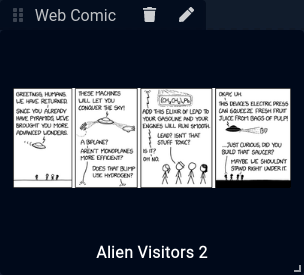 Web Comic
GREETINGS, HUMANS.
WE HAVE RETURNED.
SINCE YOU ALREADY
HAVE PYRAMIDS, WE'VE
BROUGHT YOU MORE
ADVANCED WONDERS.
THESE MACHINES
WILL LET YOU
CONQUER THE SKY!
A BIPLANE?
AREN'T MONOPLANES
MORE EFFICIENT?
DOES THAT BLIMP
USE HYDROGEN?
[(CH3CH2)4Pb]
ADD THIS ELIXIR OF LEAD TO
YOUR GASOLINE AND YOUR
ENGINES WILL RUN SMOOTH.
LEAD? ISN'T THAT
STUFF TOXIC?
IS IT?
OH NO.
OKAY, UH.
THIS DEVICE'S ELECTRIC PRESS
CAN SQUEEZE FRESH FRUIT
JUICE FROM BAGS OF PULP!
...JUST CURIOUS, DID YOU
BUILD THAT SAUCER?
MAYBE WE SHOULDN'T
STAND RIGHT UNDER IT.
Alien Visitors 2